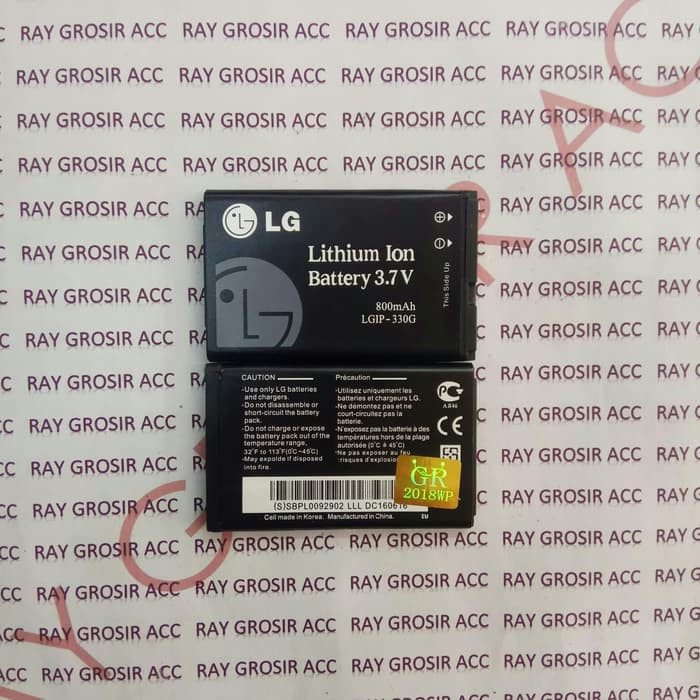 RAY GROSIR ACC
LG
Lithium Ion
Battery 3.7 V
800mAh
LGIP-330G
This Side Up
CAUTION
-Use only LG batteries
and chargers.
-Do not disassemble or
short-circuit the battery
pack.
-Do not charge or expose
the battery pack out of the
temperature range,
32˚F to 113˚F(0˚C~45˚C)
-May explode if disposed
into fire.
Précaution
-Utilisez uniquement les
batteries et chargeurs LG.
-Ne démontez pas et ne
court-circuitez pas la
batterie.
-N'exposez pas la batterie à des
températures hors de la plage
autorisée (0˚C à 45˚C)
-Ne pas exposer au feu
:risques d'explosion
PG
A B46
CE
GR
2018WP
(S)SBPL0092902 LLL DC160616
Cell made in Korea. Manufactured in China.
EU